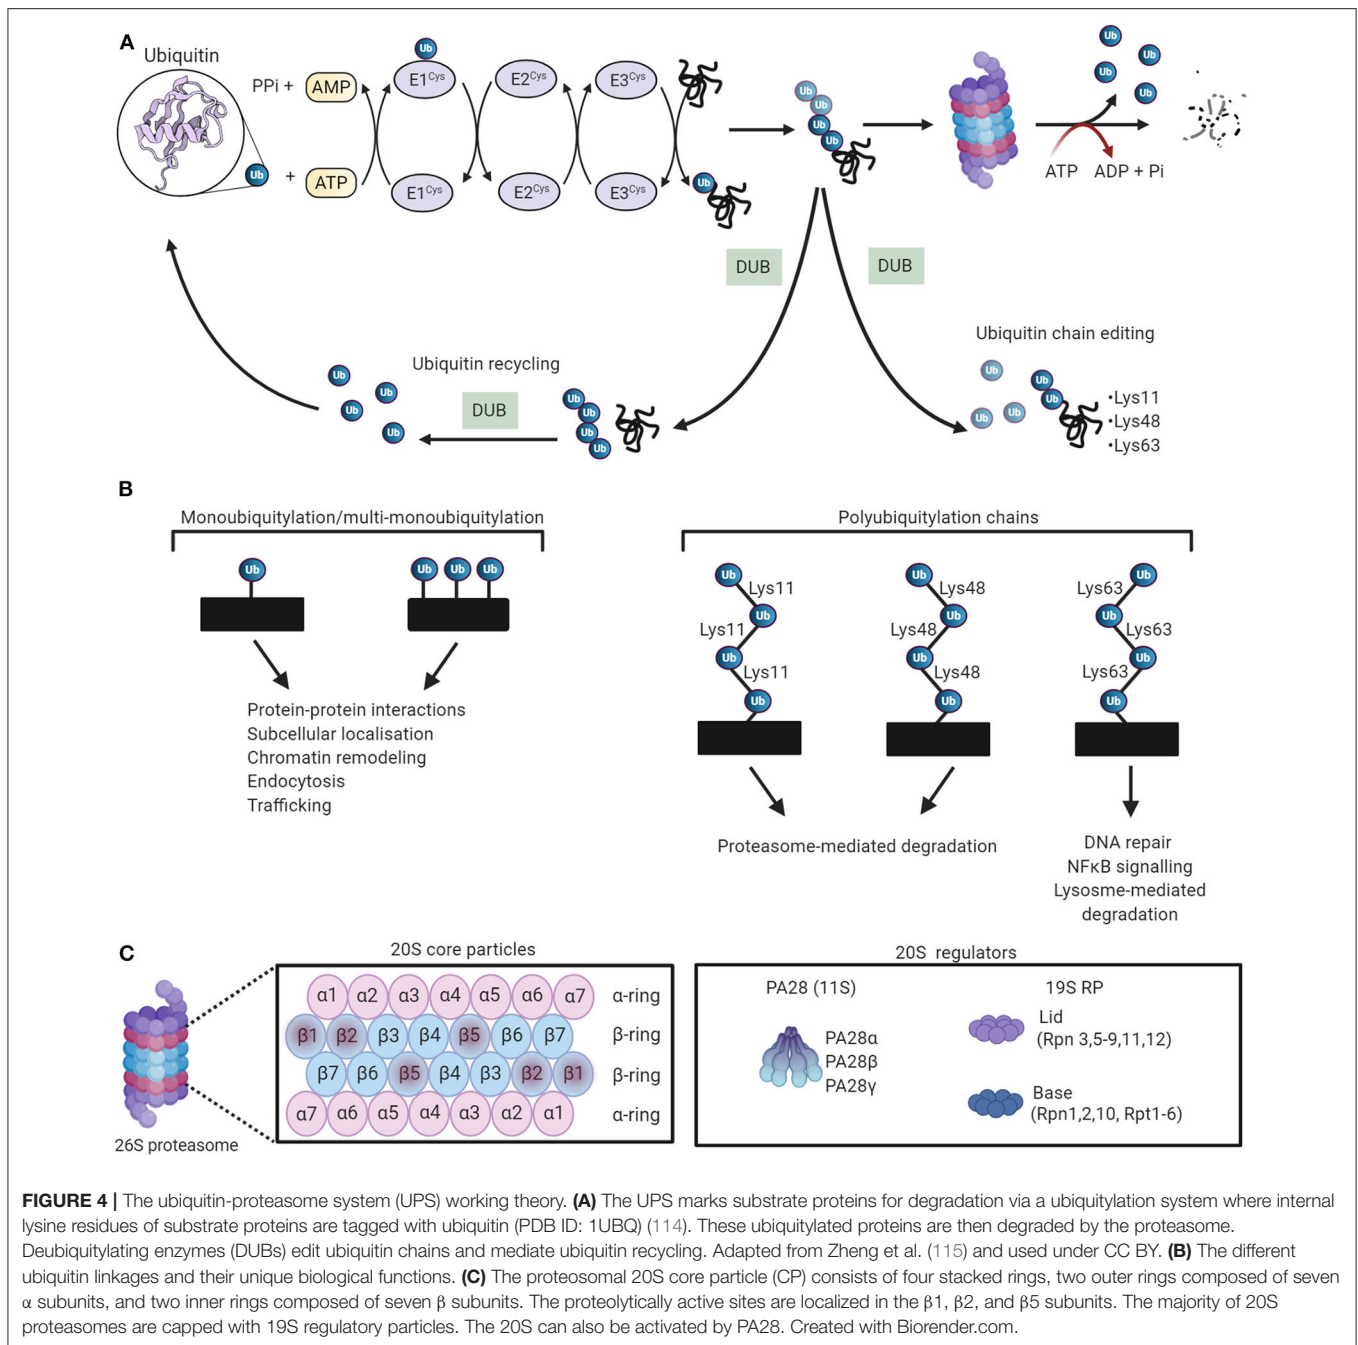 A
Ubiquitin
Ub
PPi + AMP
+ ATP
Ub
E1Cys
E2Cys
E3Cys
E1Cys
E2Cys
E3Cys
Ub
Ub
Ub
Ub
Ub
Ub
Ub
Ub
Ub
ATP
ADP + Pi
DUB
DUB
Ubiquitin recycling
DUB
Ub
Ub
Ub
Ub
Ub
Ub
Ub
Ub
Ubiquitin chain editing
Ub
Ub
Ub
Ub
Ub
•Lys11
•Lys48
•Lys63
B
Monoubiquitylation/multi-monoubiquitylation
Ub
Ub Ub Ub
Protein-protein interactions
Subcellular localisation
Chromatin remodeling
Endocytosis
Trafficking
Polyubiquitylation chains
Ub
Lys11
Ub
Lys11
Ub
Lys11
Ub
Ub
Lys48
Ub
Lys48
Ub
Lys48
Ub
Ub
Lys63
Ub
Lys63
Ub
Lys63
Ub
Proteasome-mediated degradation
DNA repair
NFκB signalling
Lysosme-mediated
degradation
C
26S proteasome
20S core particles
α1 α2 α3 α4 α5 α6 α7 α-ring
β1 β2 β3 β4 β5 β6 β7 β-ring
β7 β6 β5 β4 β3 β2 β1 β-ring
α7 α6 α5 α4 α3 α2 α1 α-ring
20S regulators
PA28 (11S)
PA28α
PA28β
PA28γ
19S RP
Lid
(Rpn 3,5-9,11,12)
Base
(Rpn1,2,10, Rpt1-6)
FIGURE 4 | The ubiquitin-proteasome system (UPS) working theory. (A) The UPS marks substrate proteins for degradation via a ubiquitylation system where internal
lysine residues of substrate proteins are tagged with ubiquitin (PDB ID: 1UBQ) (114). These ubiquitylated proteins are then degraded by the proteasome.
Deubiquitylating enzymes (DUBs) edit ubiquitin chains and mediate ubiquitin recycling. Adapted from Zheng et al. (115) and used under CC BY. (B) The different
ubiquitin linkages and their unique biological functions. (C) The proteosomal 20S core particle (CP) consists of four stacked rings, two outer rings composed of seven
α subunits, and two inner rings composed of seven β subunits. The proteolytically active sites are localized in the β1, β2, and β5 subunits. The majority of 20S
proteasomes are capped with 19S regulatory particles. The 20S can also be activated by PA28. Created with Biorender.com.